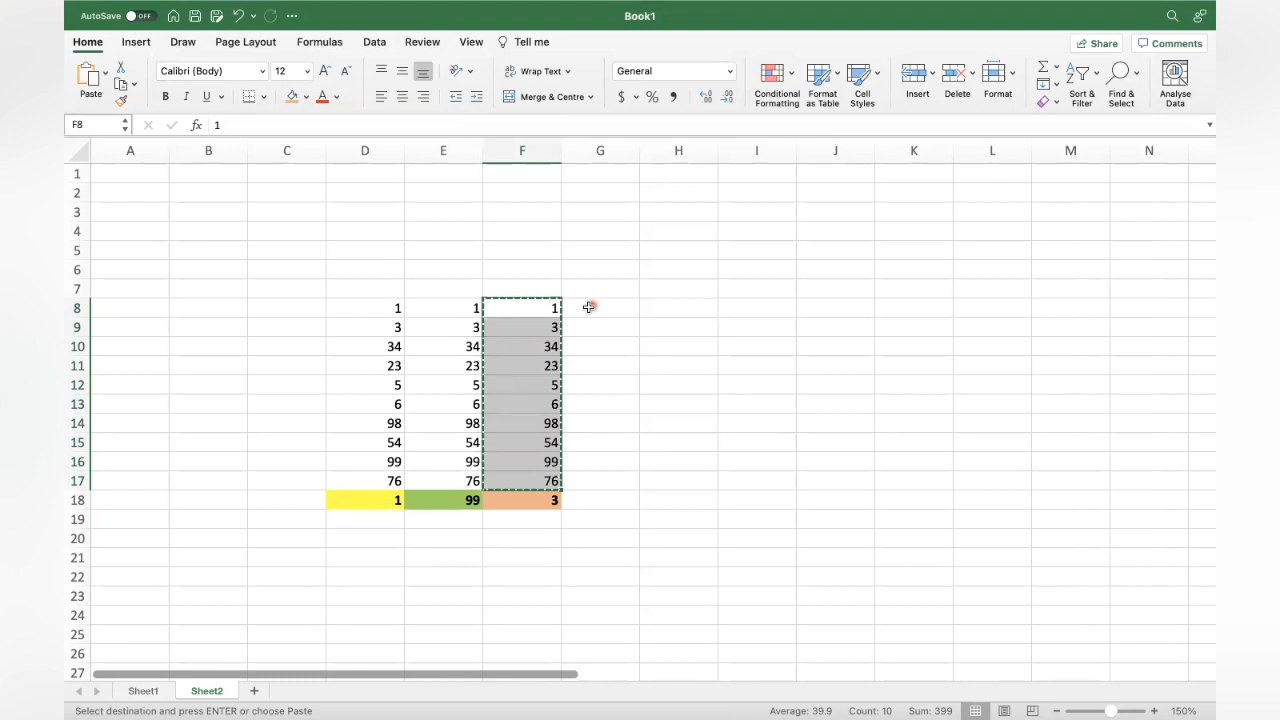 AutoSave OFF Book1
Home Insert Draw Page Layout Formulas Data Review View Tell me Share Comments
Paste Calibri (Body) 12 A A Wrap Text General Conditional Formatting Format as Table Cell Styles Insert Delete Format Sort & Filter Find & Select Analyse Data
B I U A Merge & Centre $ % 9
F8 fx 1
A B C D E F G H I J K L M N
1
2
3
4
5
6
7
8 1 1 1
9 3 3 3
10 34 34 34
11 23 23 23
12 5 5 5
13 6 6 6
14 98 98 98
15 54 54 54
16 99 99 99
17 76 76 76
18 1 99 3
19
20
21
22
23
24
25
26
27
Sheet1 Sheet2 +
Select destination and press ENTER or choose Paste Average: 39.9 Count: 10 Sum: 399 150%